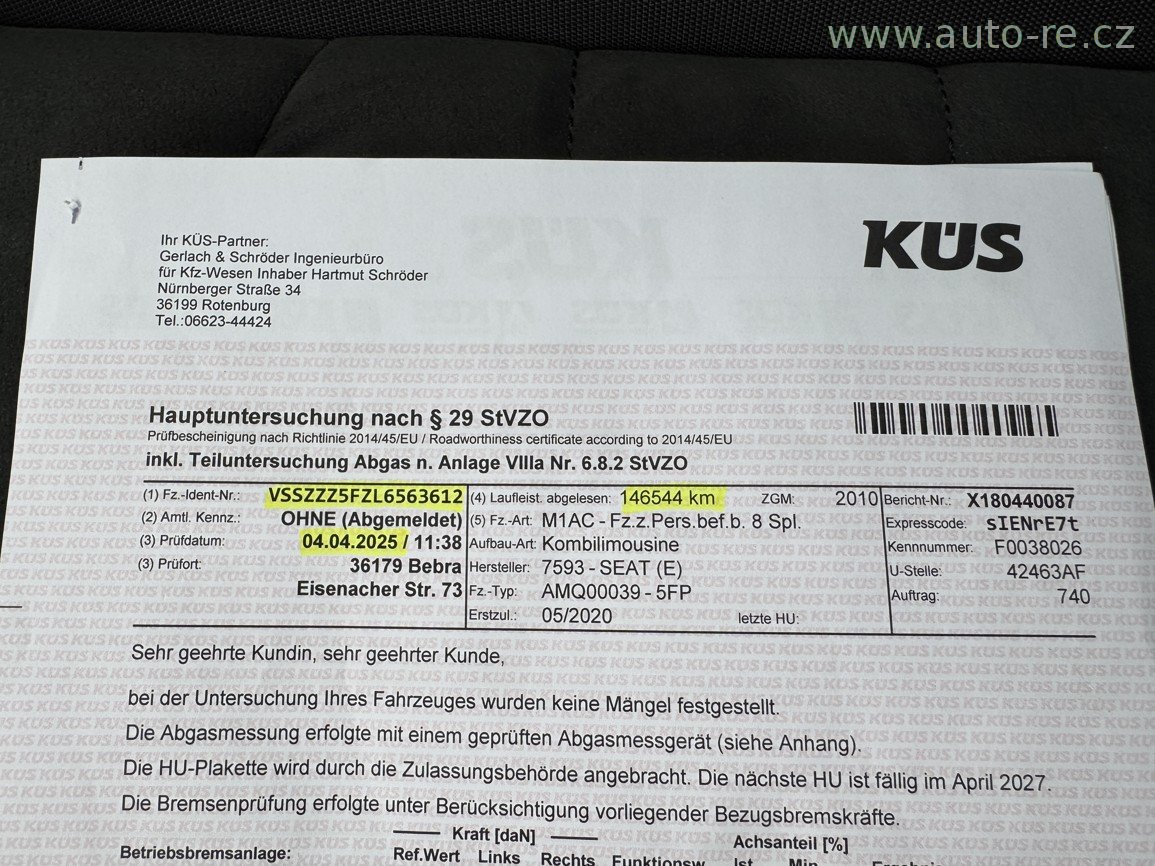 www.auto-re.cz
KÜS
Ihr KÜS-Partner:
Gerlach & Schröder Ingenieurbüro
für Kfz-Wesen Inhaber Hartmut Schröder
Nürnberger Straße 34
36199 Rotenburg
Tel.:06623-44424
Hauptuntersuchung nach § 29 StVZO
Prüfbescheinigung nach Richtlinie 2014/45/EU / Roadworthiness certificate according to 2014/45/EU
inkl. Teiluntersuchung Abgas n. Anlage VIIIa Nr. 6.8.2 StVZO
(1) Fz.-Ident-Nr.: VSSZZZ5FZL6563612 (4) Laufleist. abgelesen: 146544 km ZGM: 2010 Bericht-Nr.: X180440087
(2) Amtl. Kennz.: OHNE (Abgemeldet) (5) Fz.-Art: M1AC - Fz.z.Pers.bef.b. 8 Spl. Expresscode: sIENrE7t
(3) Prüfdatum: 04.04.2025 / 11:38 Aufbau-Art: Kombilimousine Kennnummer: F0038026
(3) Prüfort: 36179 Bebra Hersteller: 7593 - SEAT (E) U-Stelle: 42463AF
Eisenacher Str. 73 Fz.-Typ: AMQ00039 - 5FP Auftrag: 740
Erstzul.: 05/2020 letzte HU:
Sehr geehrte Kundin, sehr geehrter Kunde,
bei der Untersuchung Ihres Fahrzeuges wurden keine Mängel festgestellt.
Die Abgasmessung erfolgte mit einem geprüften Abgasmessgerät (siehe Anhang).
Die HU-Plakette wird durch die Zulassungsbehörde angebracht. Die nächste HU ist fällig im April 2027.
Die Bremsenprüfung erfolgte unter Berücksichtigung vorliegender Bezugsbremskräfte.
Kraft [daN] Achsanteil [%]
Betriebsbremsanlage: Ref.Wert Links Rechts Funktionsw. Ist Min